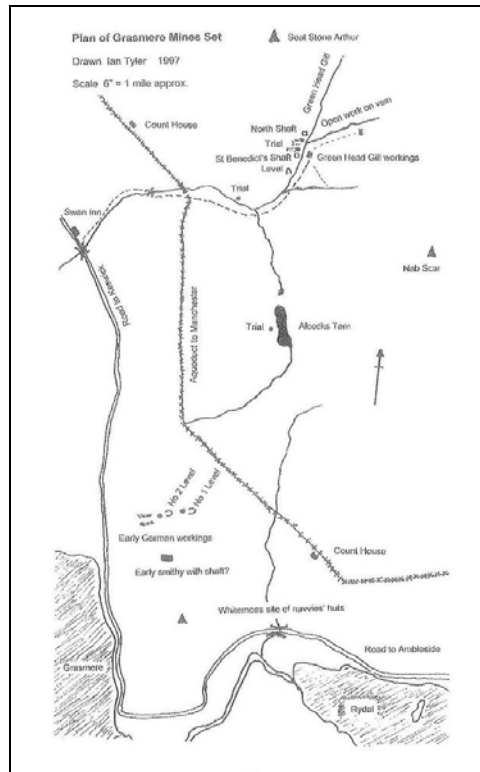 Plan of Grasmere Mines Set
Drawn Ian Tyler 1997
Scale 6" = 1 mile approx.
Seat Stone Arthur
Green Head Gill
Count House
North Shaft
Open work on vein
Trial
St Benedict's Shaft
Level
Green Head Gill workings
Trial
Swan Inn
Road to Keswick
Nab Scar
Aquaduct to Manchester
Trial
Alcocks Tarn
No 2 Level
No 1 Level
Early German workings
Early smithy with shaft?
Count House
Whitemoss site of navvies' huts
Road to Ambleside
Grasmere
Rydal